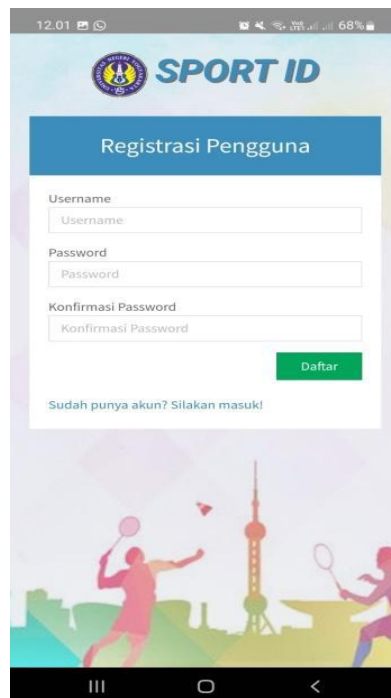 12.01
68%
SPORT ID
Registrasi Pengguna
Username
Username
Password
Password
Konfirmasi Password
Konfirmasi Password
Daftar
Sudah punya akun? Silakan masuk!